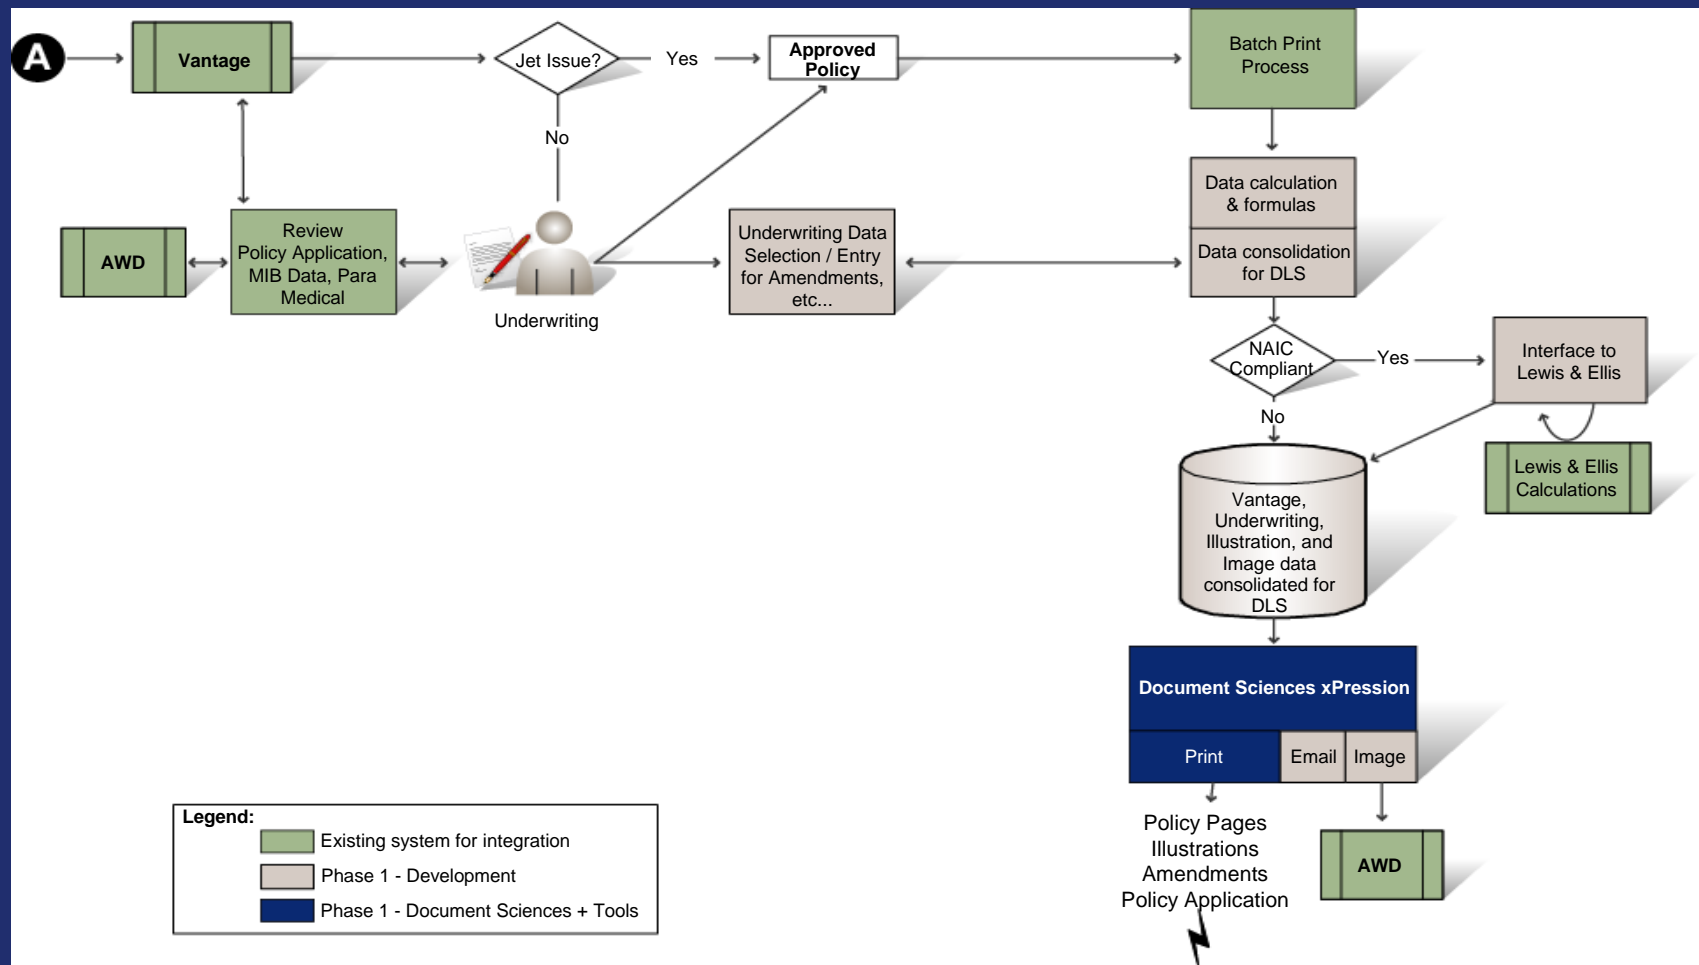 A
Vantage
Jet Issue?
Yes
Approved
Policy
Batch Print
Process
No
Data calculation
& formulas
Data consolidation
for DLS
AWD
Review
Policy Application,
MIB Data, Para
Medical
Underwriting
Underwriting Data
Selection / Entry
for Amendments,
etc...
NAIC
Compliant
Yes
Interface to
Lewis & Ellis
No
Lewis & Ellis
Calculations
Vantage,
Underwriting,
Illustration, and
Image data
consolidated for
DLS
Document Sciences xPression
Print
Email
Image
Policy Pages
Illustrations
Amendments
Policy Application
AWD
Legend:
Existing system for integration
Phase 1 - Development
Phase 1 - Document Sciences + Tools